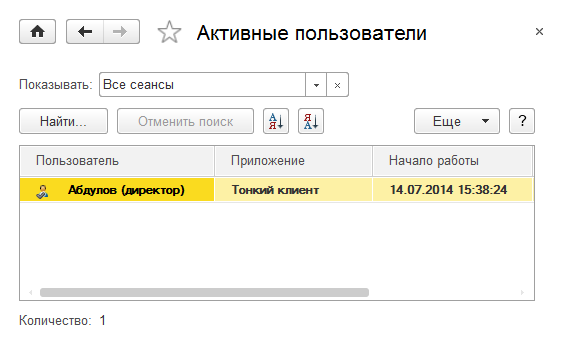 Активные пользователи
Показывать: Все сеансы
Найти... Отменить поиск А Я Я А Еще ?
Пользователь Приложение Начало работы
Абдулов (директор) Тонкий клиент 14.07.2014 15:38:24
Количество: 1